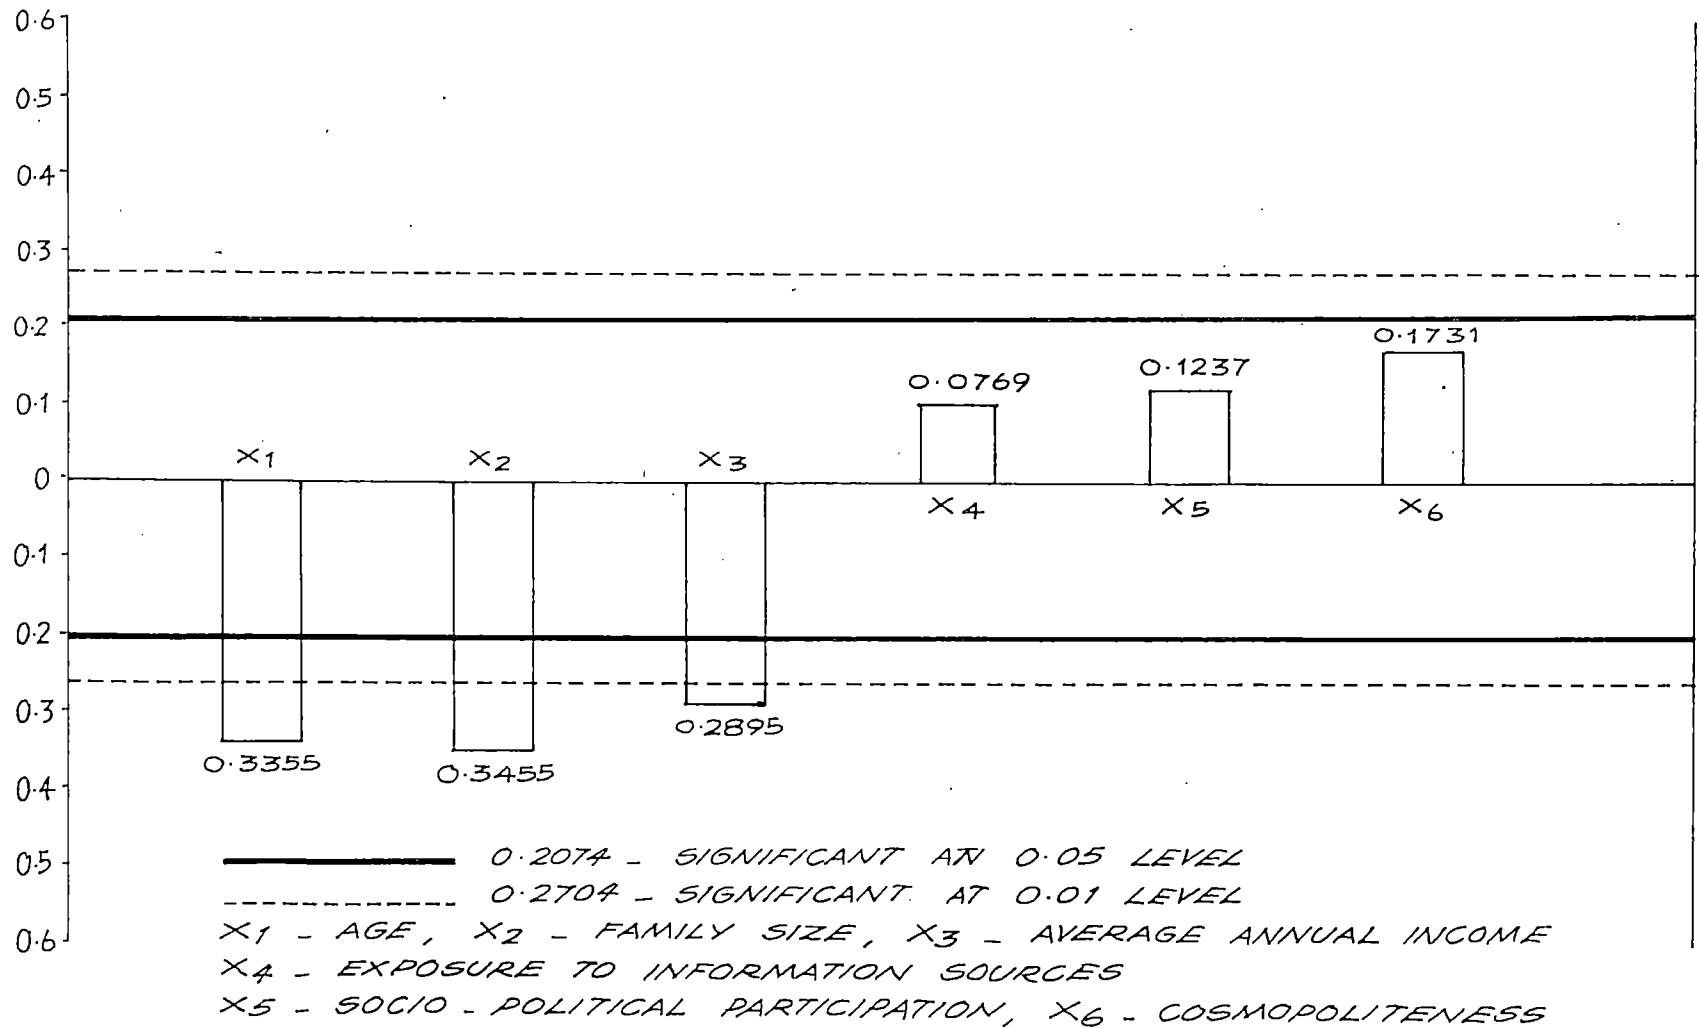 0.6
0.5
0.4
0.3
0.2
0.1
0
0.1
0.2
0.3
0.4
0.5
0.6
0.0769
0.1237
0.1731
X1
X2
X3
X4
X5
X6
0.3355
0.3455
0.2895
0.2074 - SIGNIFICANT AN 0.05 LEVEL
0.2704 - SIGNIFICANT. AT 0.01 LEVEL
X1 - AGE, X2 - FAMILY SIZE, X3 - AVERAGE ANNUAL INCOME
X4 - EXPOSURE TO INFORMATION SOURCES
X5 - SOCIO - POLITICAL PARTICIPATION, X6 - COSMOPOLITENESS